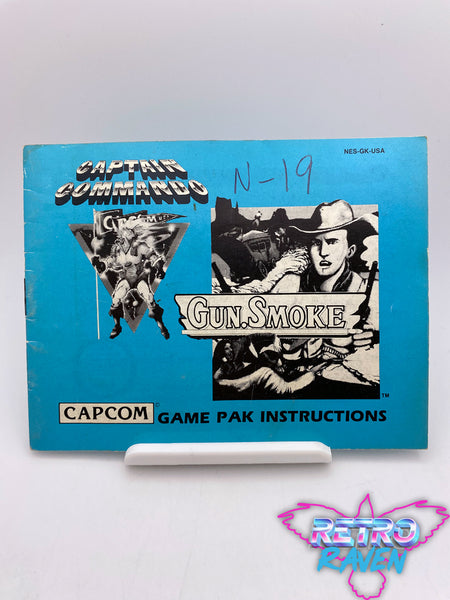 NES-GK-USA
CAPTAIN
COMMANDO
N-19
CAPCOM
GUN.SMOKE
TM
CAPCOM © GAME PAK INSTRUCTIONS
RETRO
RAVEN